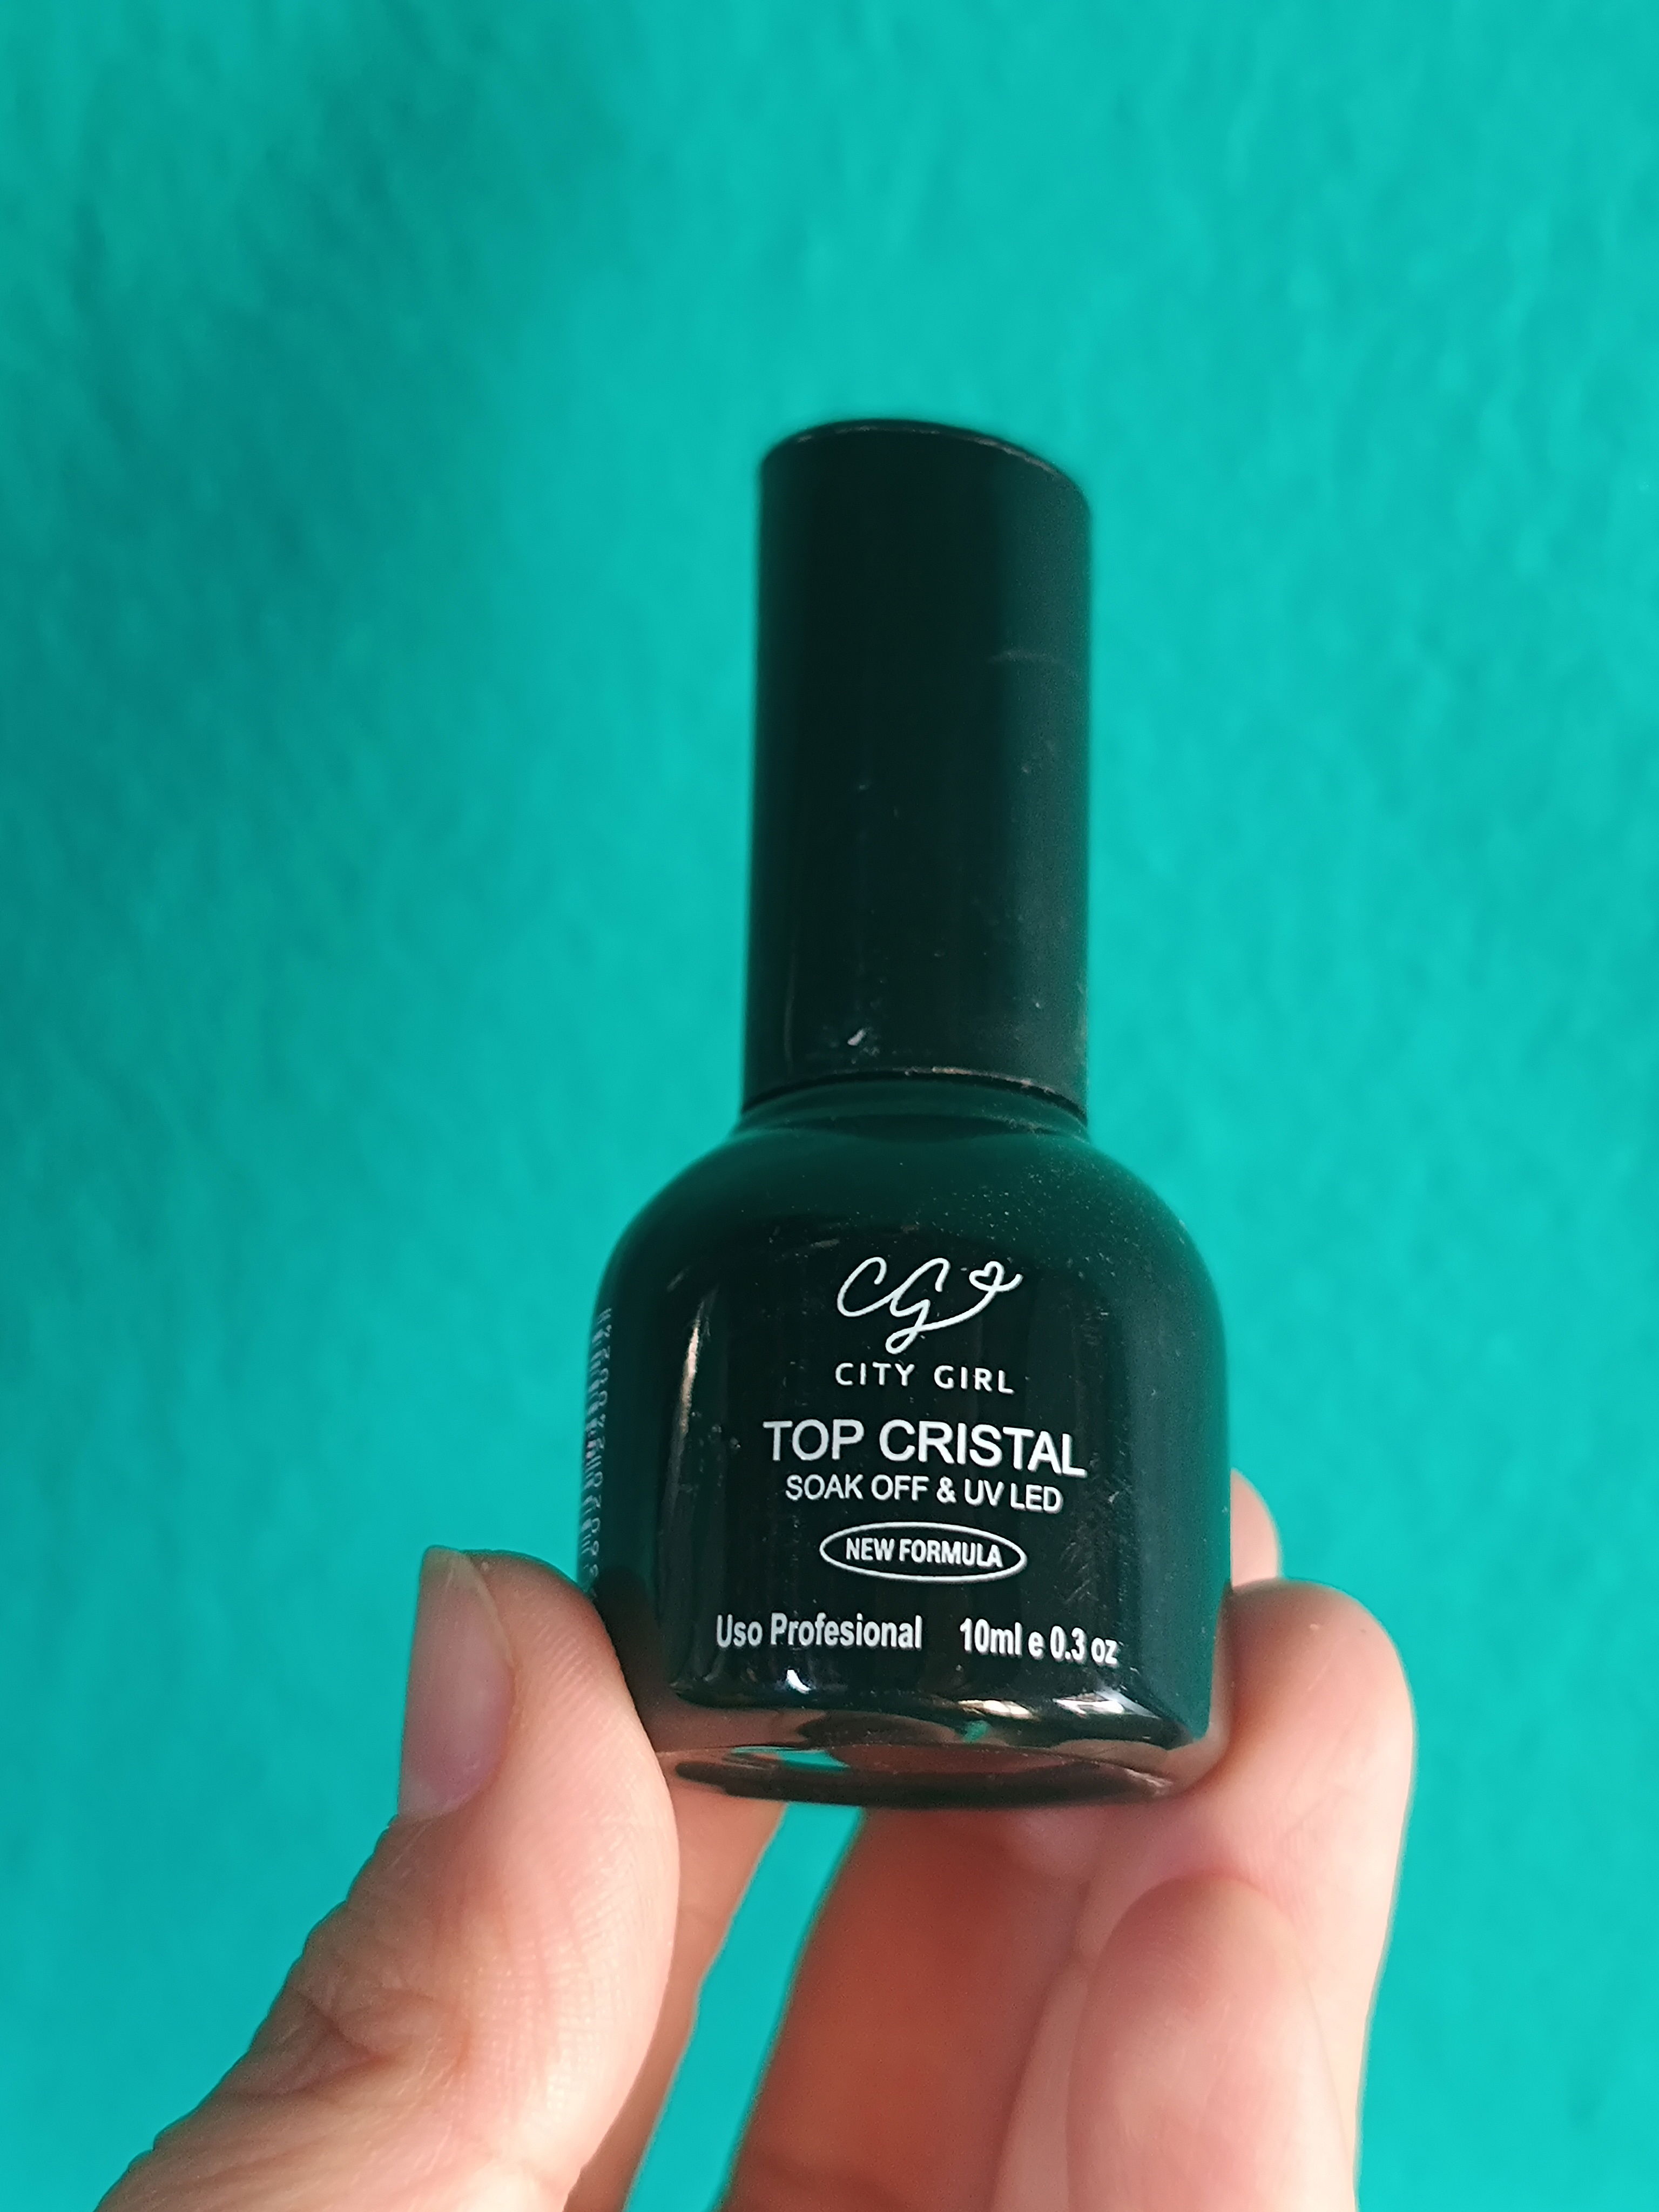 CG
CITY GIRL
TOP CRISTAL
SOAK OFF & UV LED
NEW FORMULA
Uso Profesional 10ml e 0.3 oz